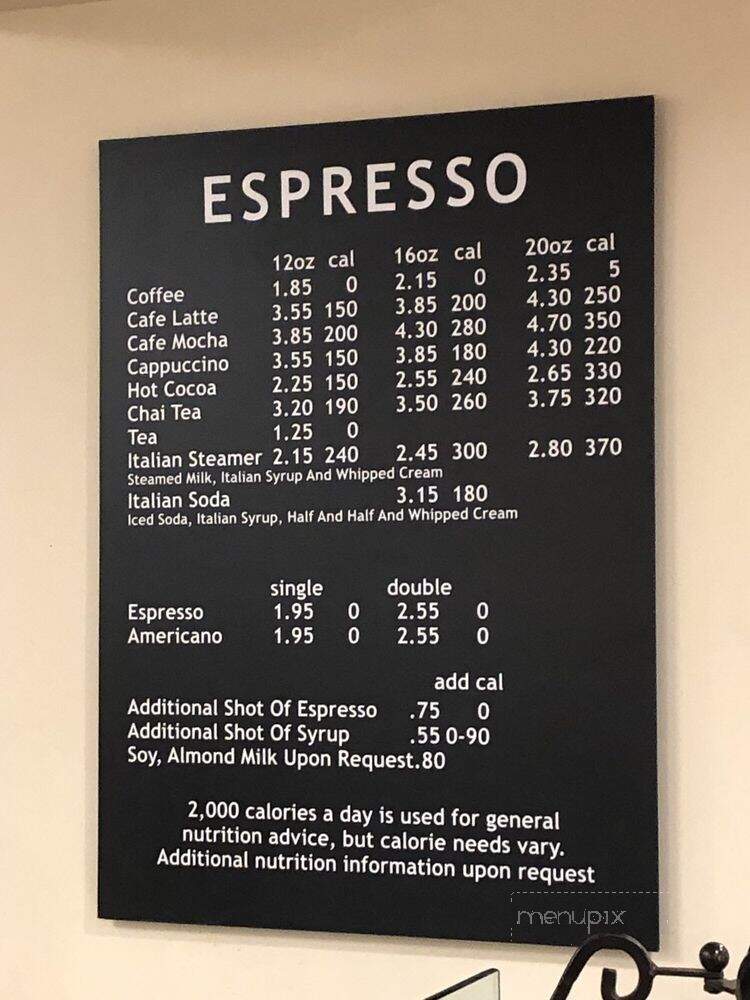 ESPRESSO
12oz cal 16oz cal 20oz cal
Coffee 1.85 0 2.15 0 2.35 5
Cafe Latte 3.55 150 3.85 200 4.30 250
Cafe Mocha 3.85 200 4.30 280 4.70 350
Cappuccino 3.55 150 3.85 180 4.30 220
Hot Cocoa 2.25 150 2.55 240 2.65 330
Chai Tea 3.20 190 3.50 260 3.75 320
Tea 1.25 0
Italian Steamer 2.15 240 2.45 300 2.80 370
Steamed Milk, Italian Syrup And Whipped Cream
Italian Soda 3.15 180
Iced Soda, Italian Syrup, Half And Half And Whipped Cream
single double
Espresso 1.95 0 2.55 0
Americano 1.95 0 2.55 0
add cal
Additional Shot Of Espresso .75 0
Additional Shot Of Syrup .55 0-90
Soy, Almond Milk Upon Request .80
2,000 calories a day is used for general
nutrition advice, but calorie needs vary.
Additional nutrition information upon request
menupix